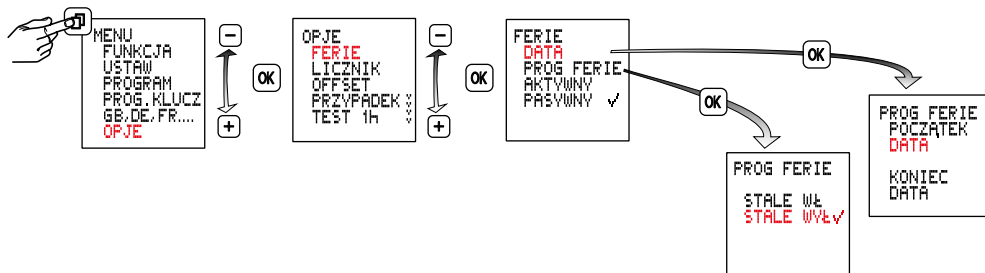 MENU
FUNKCJA
USTAW
PROGRAM
PROG.KLUCZ
GB,DE,FR....
OPJE
−
OK
+
OPJE
FERIE
LICZNIK
OFFSET
PRZYPADEK
TEST 1h
−
OK
+
FERIE
DATA
PROG FERIE
AKTYWNY
PASYWNY ✓
OK
OK
PROG FERIE
STALE WŁ
STALE WYŁ✓
PROG FERIE
POCZĄTEK
DATA
KONIEC
DATA